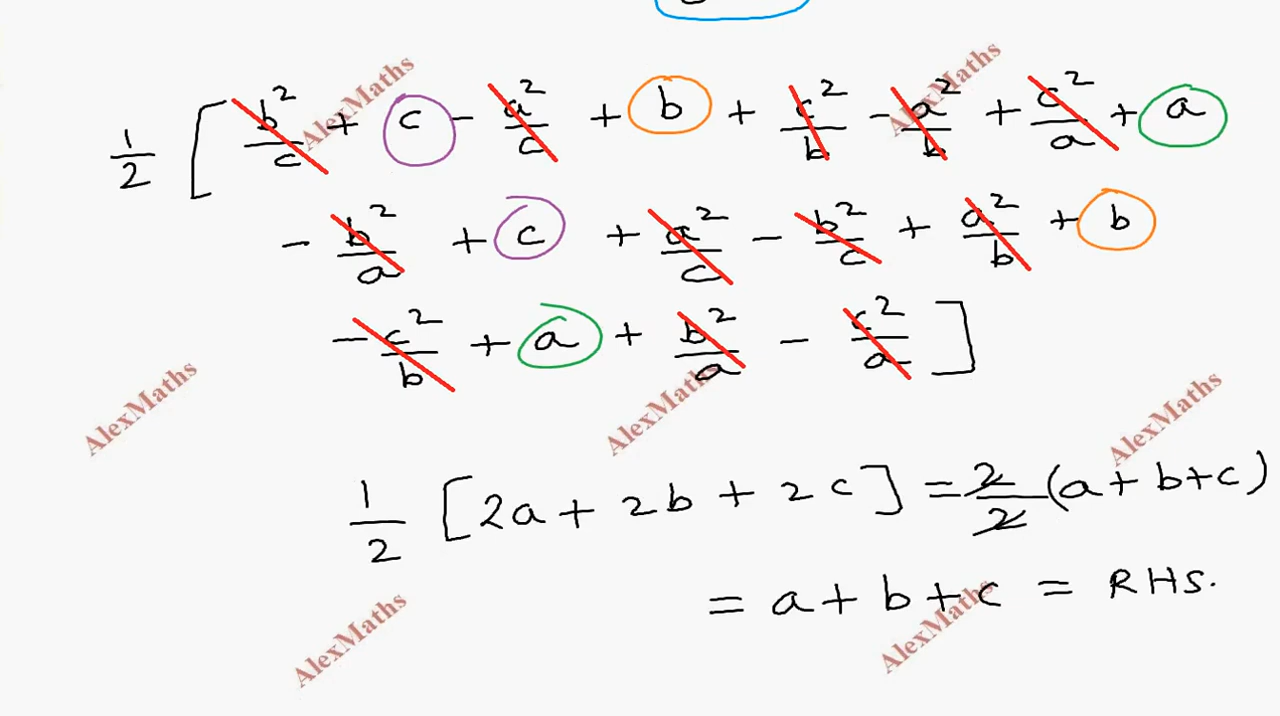 AlexMaths AlexMaths
1/2 [ b²/c + c - a²/c + b + c²/b - a²/b + c²/a + a
- b²/a + c + a²/c - b²/c + a²/b + b
- c²/b + a + b²/a - c²/a ]
AlexMaths AlexMaths AlexMaths
1/2 [2a + 2b + 2c] = 2/2 (a+b+c)
= a+b+c = RHS.
AlexMaths AlexMaths